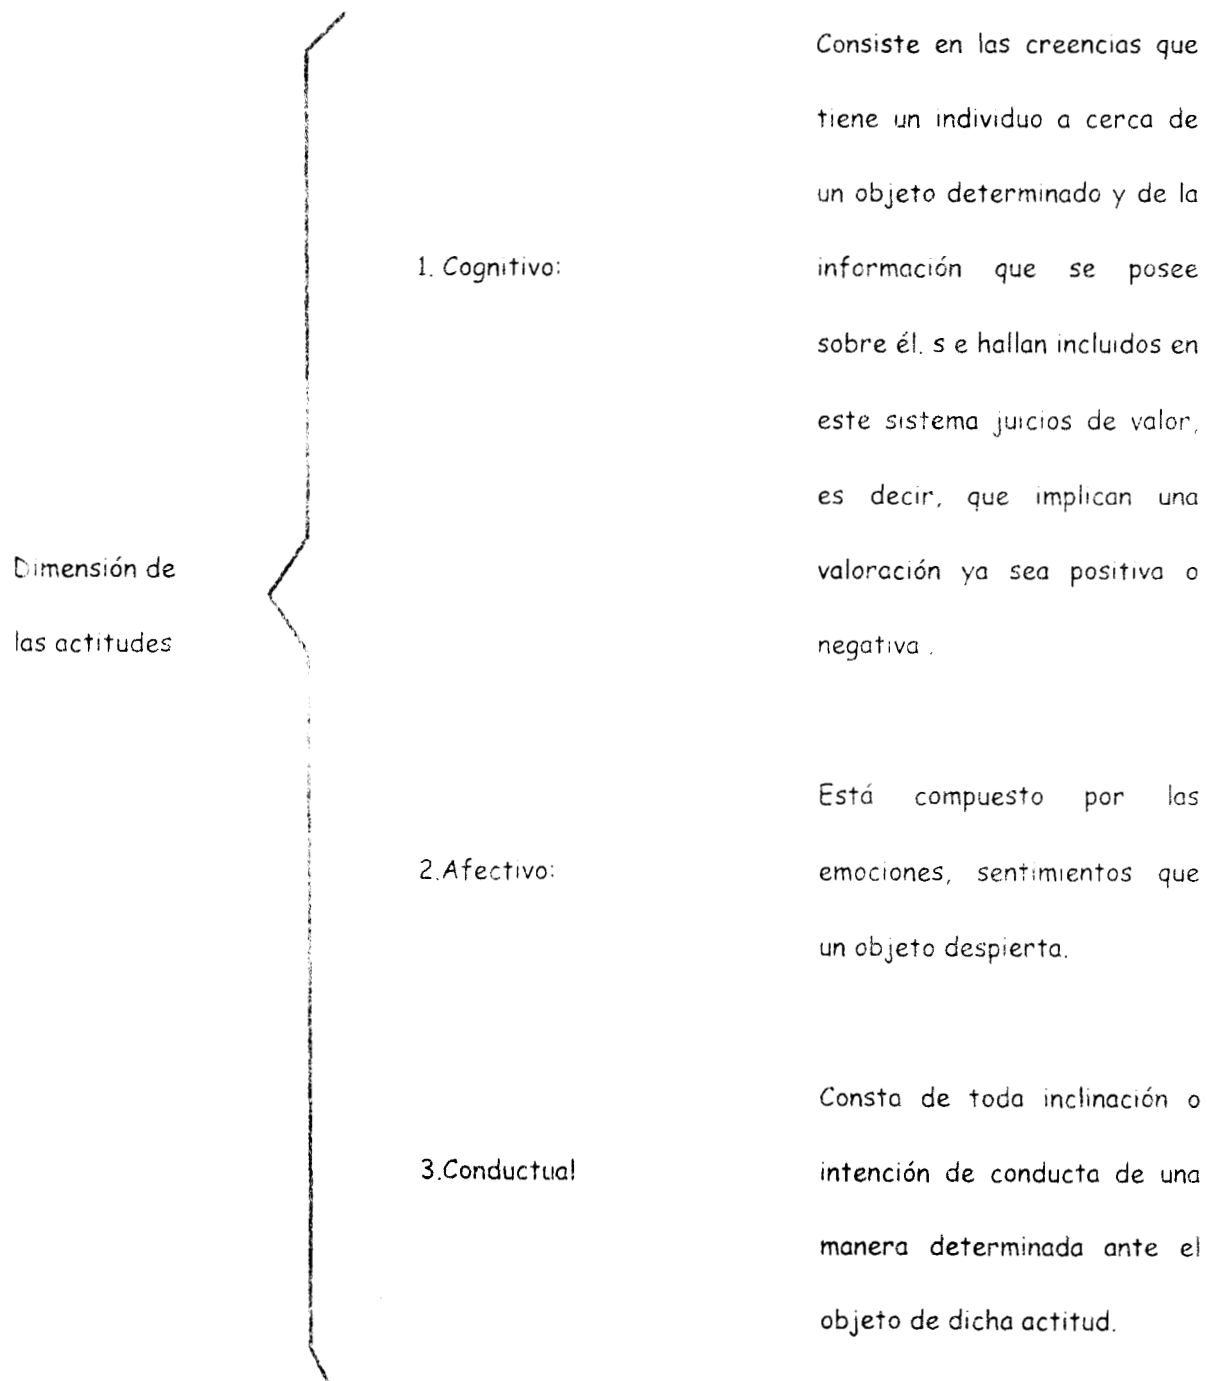 Dimensión de
las actitudes
1. Cognitivo:
Consiste en las creencias que
tiene un individuo a cerca de
un objeto determinado y de la
información que se posee
sobre él. s e hallan incluidos en
este sistema juicios de valor,
es decir, que implican una
valoración ya sea positiva o
negativa .
2.Afectivo:
Está compuesto por las
emociones, sentimientos que
un objeto despierta.
3.Conductual
Consta de toda inclinación o
intención de conducta de una
manera determinada ante el
objeto de dicha actitud.